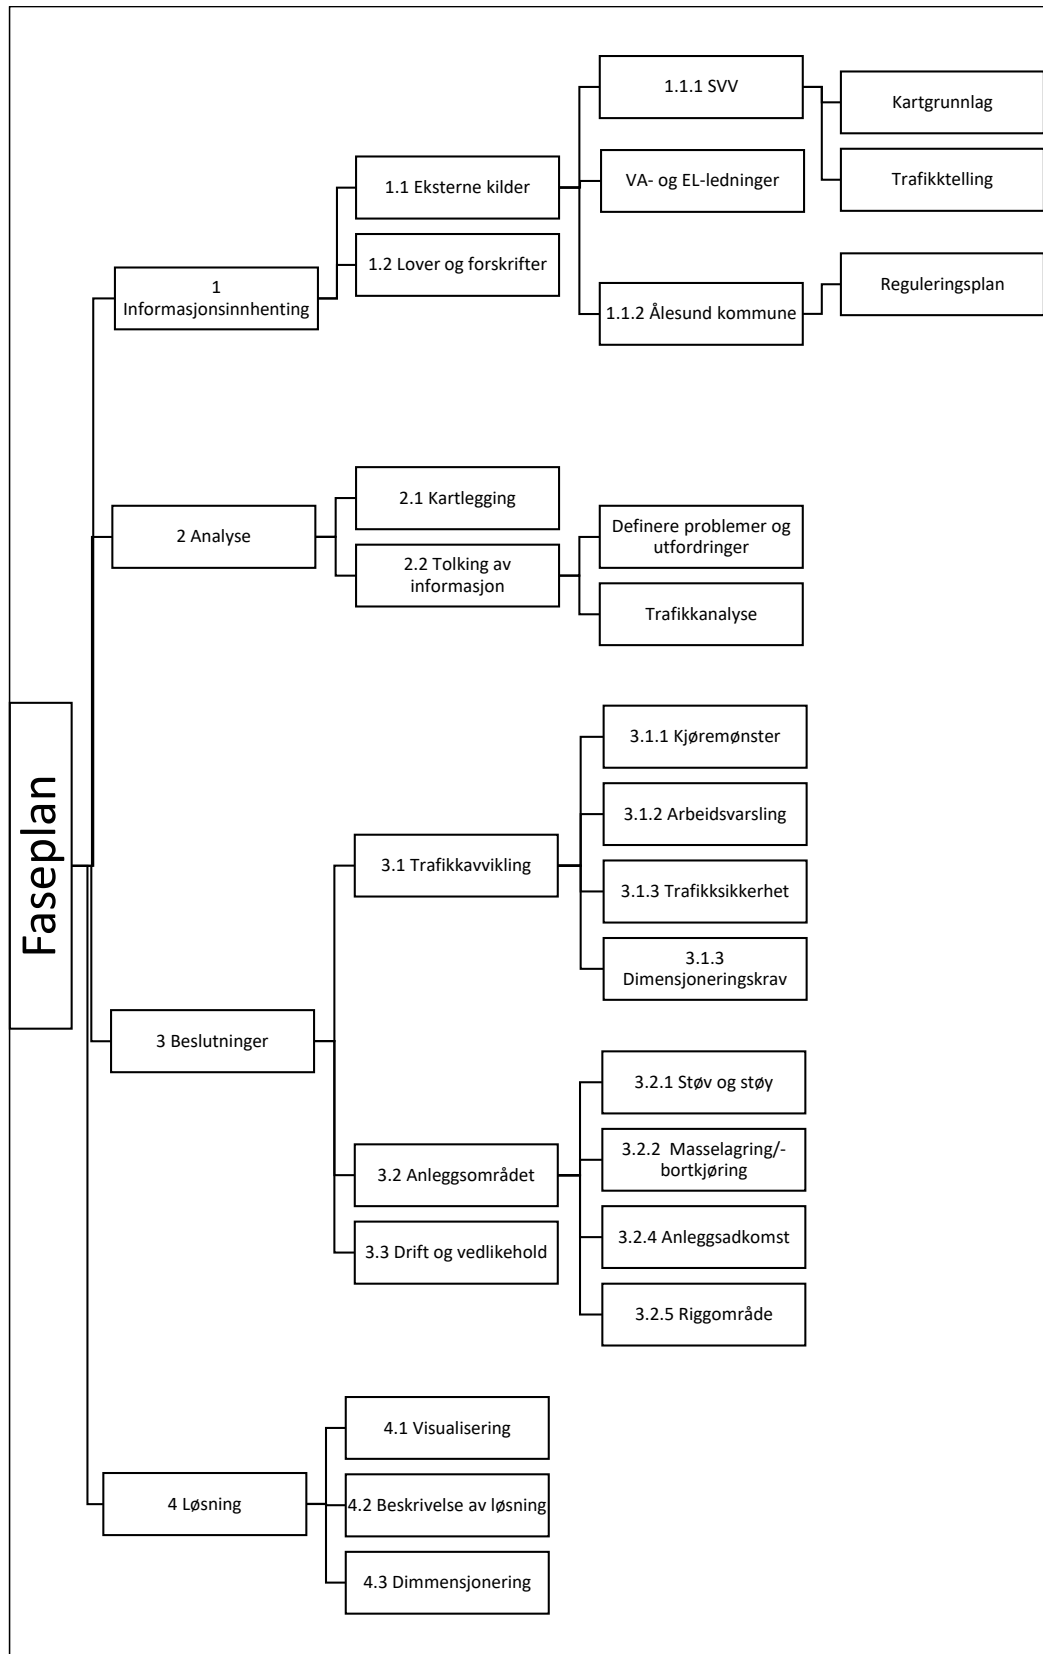 Faseplan
1
Informasjonsinnhenting
1.1 Eksterne kilder
1.1.1 SVV
Kartgrunnlag
Trafikktelling
VA- og EL-ledninger
1.1.2 Ålesund kommune
Reguleringsplan
1.2 Lover og forskrifter
2 Analyse
2.1 Kartlegging
2.2 Tolking av
informasjon
Definere problemer og
utfordringer
Trafikkanalyse
3 Beslutninger
3.1 Trafikkavvikling
3.1.1 Kjøremønster
3.1.2 Arbeidsvarsling
3.1.3 Trafikksikkerhet
3.1.3
Dimensjoneringskrav
3.2 Anleggsområdet
3.2.1 Støv og støy
3.2.2 Masselagring/-
bortkjøring
3.2.4 Anleggsadkomst
3.2.5 Riggområde
3.3 Drift og vedlikehold
4 Løsning
4.1 Visualisering
4.2 Beskrivelse av løsning
4.3 Dimmensjonering